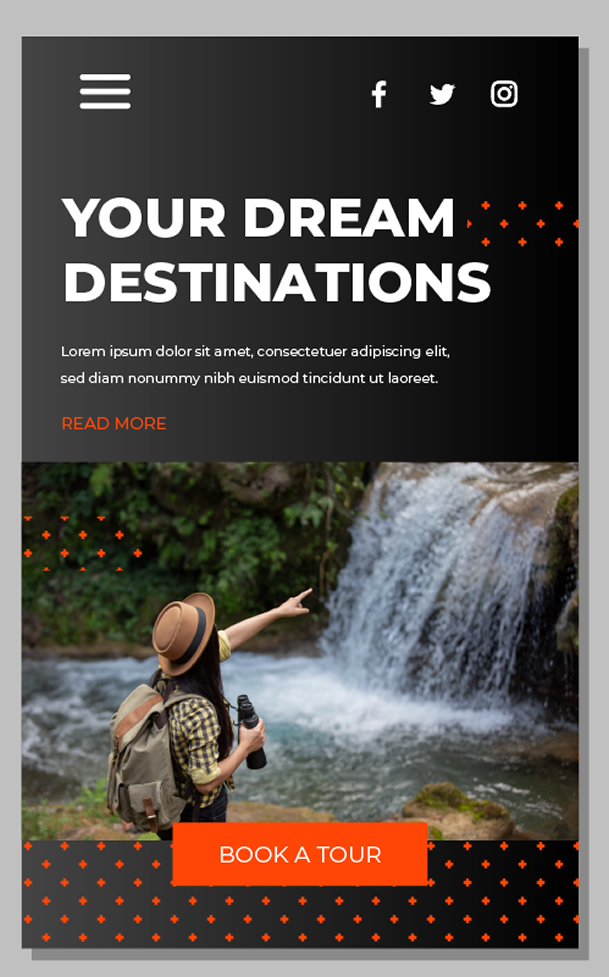 YOUR DREAM
DESTINATIONS
Lorem ipsum dolor sit amet, consectetuer adipiscing elit,
sed diam nonummy nibh euismod tincidunt ut laoreet.
READ MORE
BOOK A TOUR